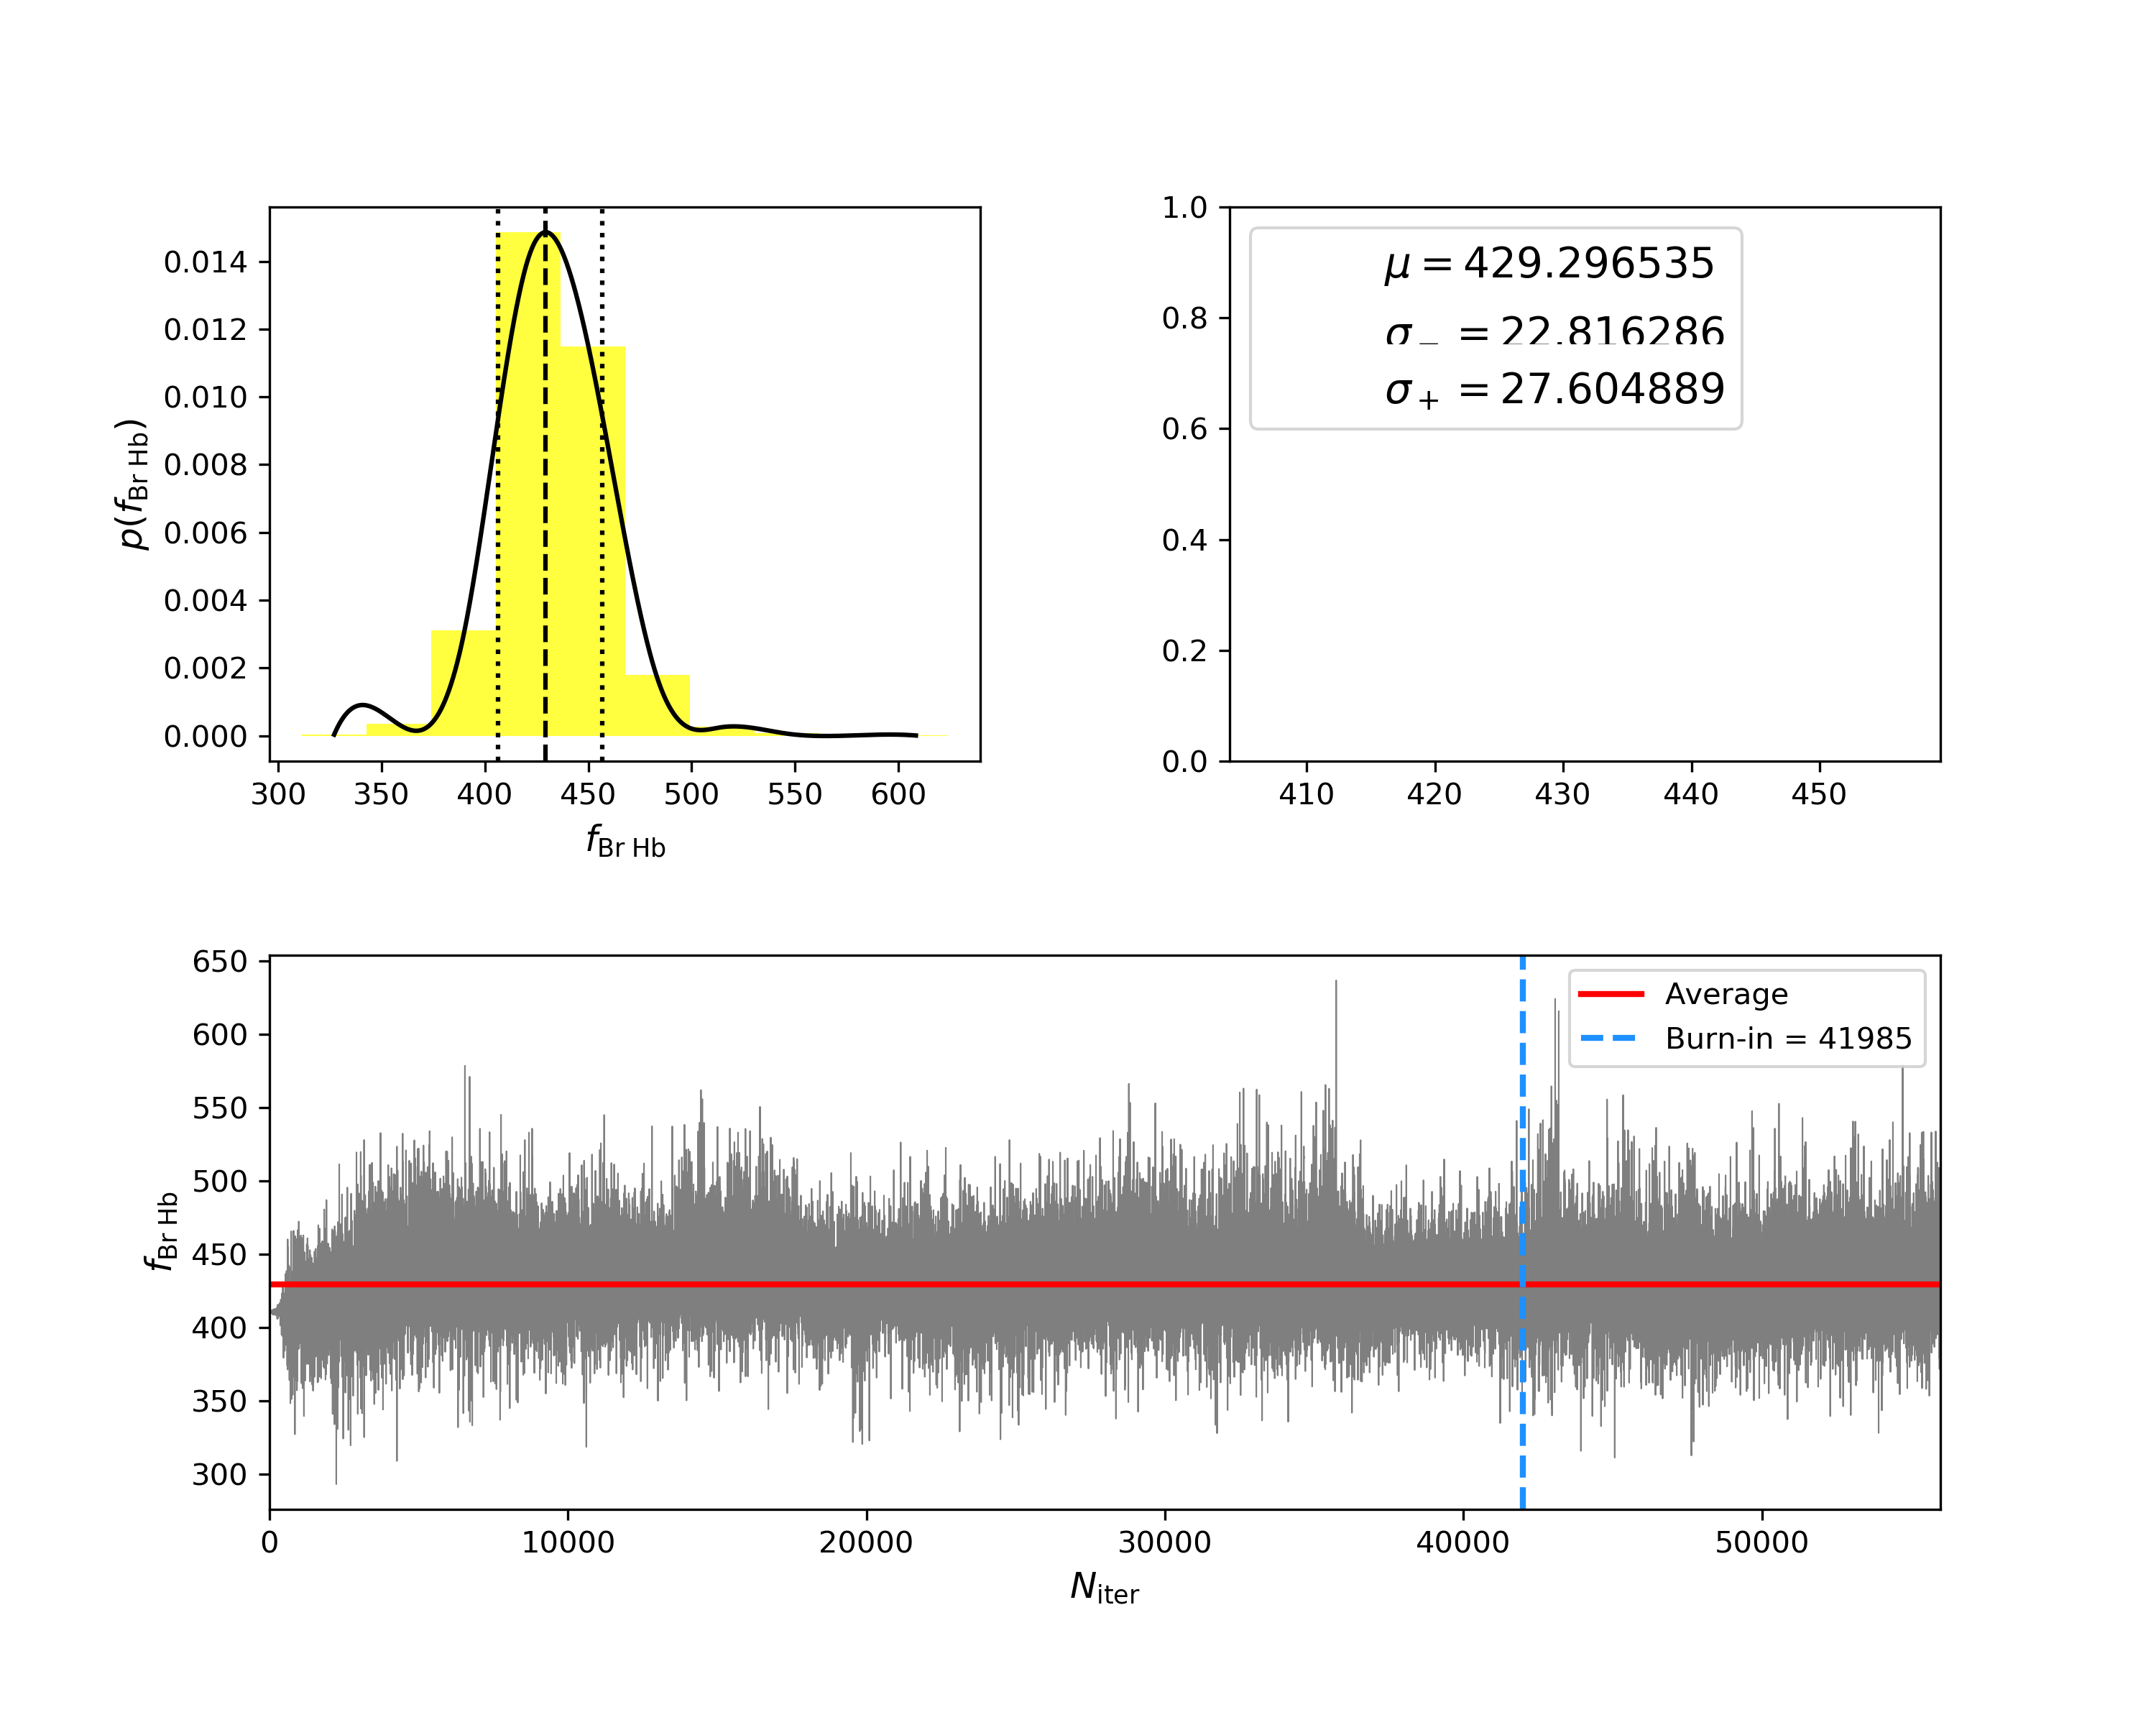 0.014
0.012
0.010
0.008
0.006
0.004
0.002
0.000
p(f_Br Hb)
300 350 400 450 500 550 600
f_Br Hb
1.0
0.8
0.6
0.4
0.2
0.0
μ = 429.296535
σ_− = 22.816286
σ_+ = 27.604889
410 420 430 440 450
650
600
550
500
450
400
350
300
f_Br Hb
Average
Burn-in = 41985
0 10000 20000 30000 40000 50000
N_iter